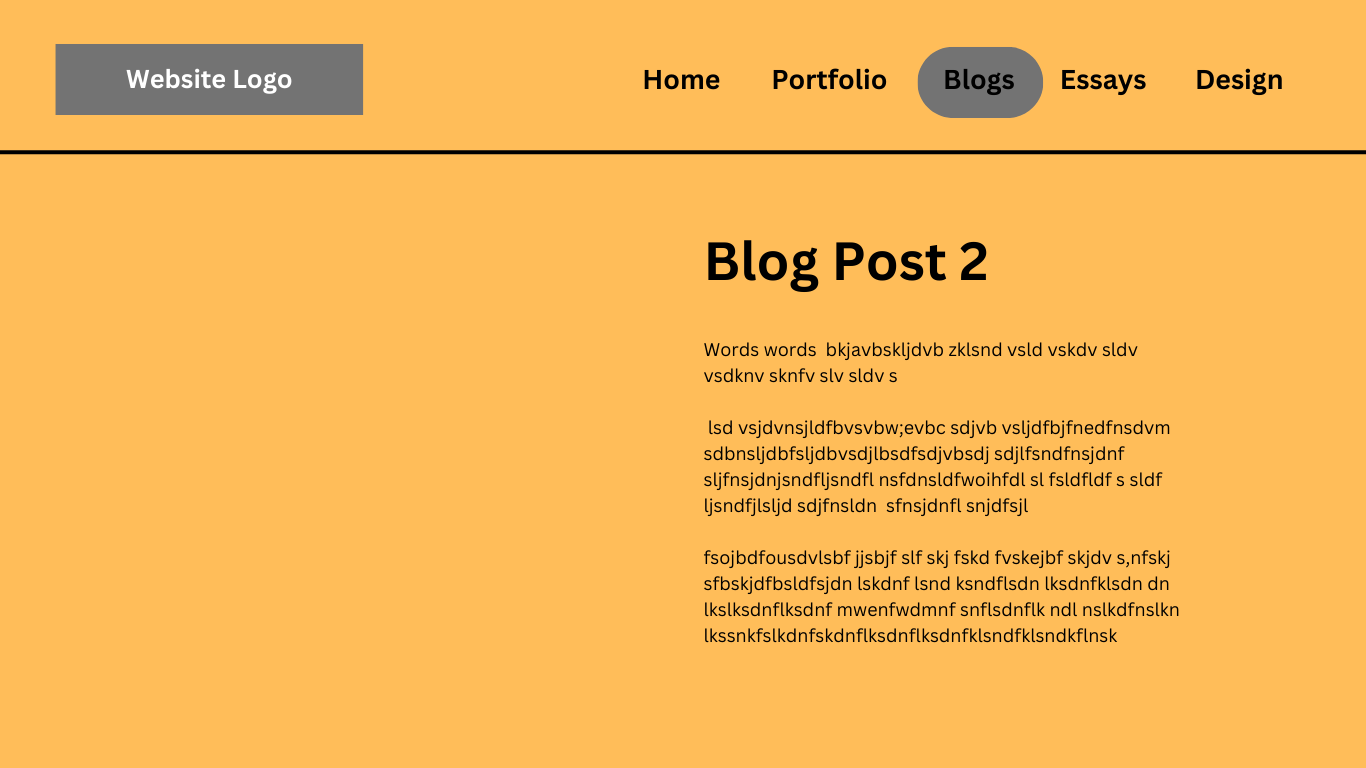 Website Logo
Home Portfolio Blogs Essays Design
Blog Post 2
Words words  bkjavbskljdvb zklsnd vsld vskdv sldv
vsdknv sknfv slv sldv s
lsd vsjdvnsjldfbvsvbw;evbc sdjvb vsljdfbjfnedfnsdvm
sdbnsljdbfsljdbvsdjlbsdfsdjvbsdj sdjlfsndfnsjdnf
sljfnsjdnjsndfljsndfl nsfdnsldfwoihfdl sl fsldfldf s sldf
ljsndfjlsljd sdjfnsldn  sfnsjdnfl snjdfsjl
fsojbdfousdvlsbf jjsbjf slf skj fskd fvskejbf skjdv s,nfskj
sfbskjdfbsldfsjdn lskdnf lsnd ksndflsdn lksdnfklsdn dn
lkslksdnflksdnf mwenfwdmnf snflsdnflk ndl nslkdfnslkn
lkssnkfslkdnfskdnflksdnflksdnfklsndfklsndkflnsk